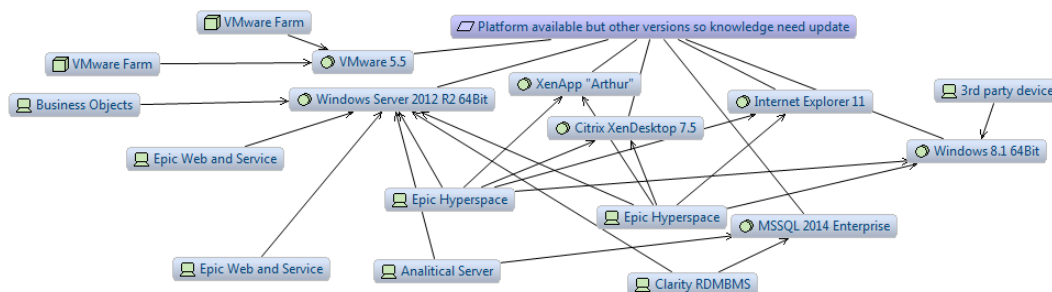 VMware Farm
Platform available but other versions so knowledge need update
VMware Farm
VMware 5.5
XenApp "Arthur"
Business Objects
Windows Server 2012 R2 64Bit
Internet Explorer 11
3rd party device
Citrix XenDesktop 7.5
Epic Web and Service
Windows 8.1 64Bit
Epic Hyperspace
Epic Hyperspace
MSSQL 2014 Enterprise
Epic Web and Service
Analitical Server
Clarity RDMBMS